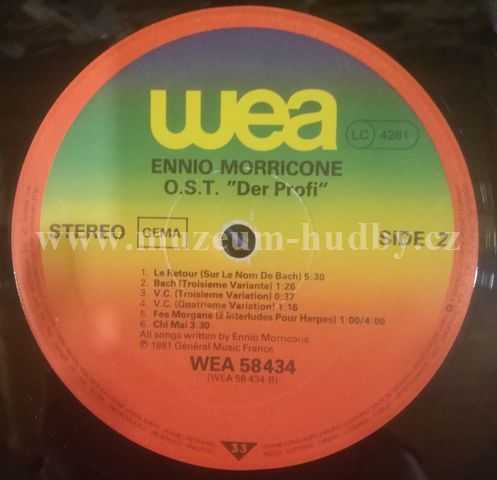 wea
LC 4281
ENNIO MORRICONE
O.S.T. "Der Profi"
STEREO
GEMA
SIDE 2
www.muzeum-hudby.cz
1. Le Retour (Sur Le Nom De Bach) 5:30
2. Bach (Troisieme Variante) 1:26
3. V.C. (Troisieme Variation) 0:37
4. V.C. (Quatrieme Variation) 1:16
5. Fee Morgane (2 Interludes Pour Harpes) 1:00/4:00
6. Chi Mai 3:30
All songs written by Ennio Morricone
℗ 1981 Général Music France
WEA 58 434
(WEA 58 434-B)
33